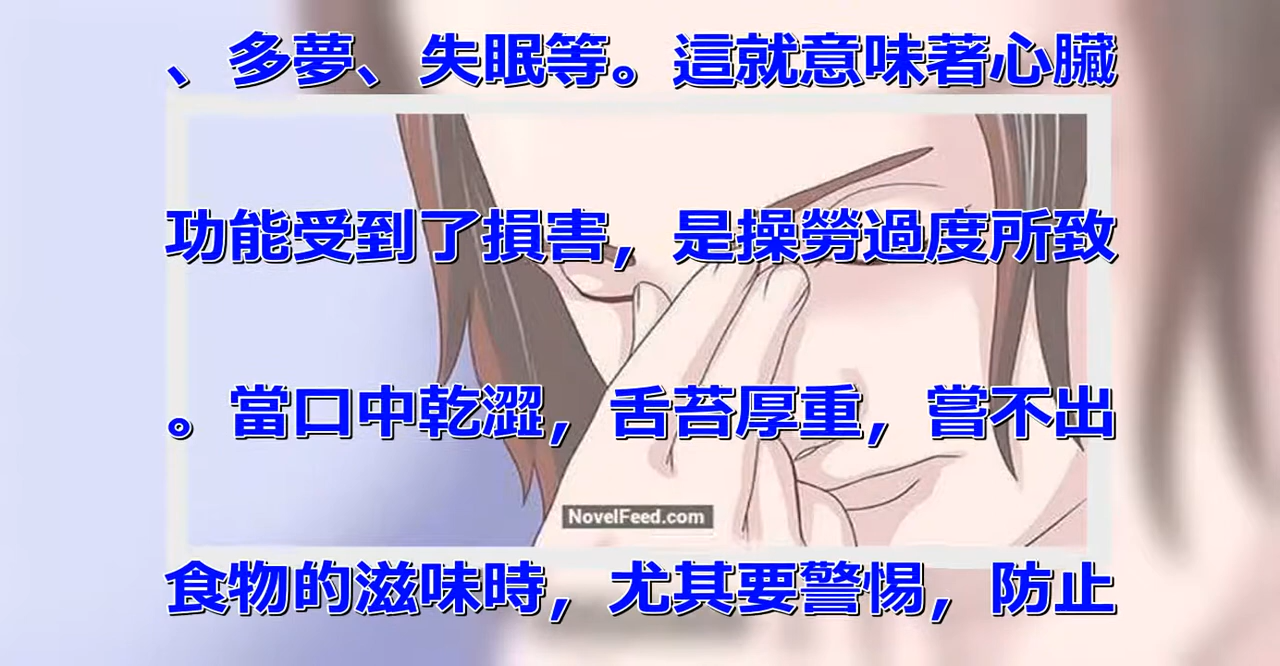 、多夢、失眠等。這就意味著心臟
功能受到了損害，是操勞過度所致
。當口中乾澀，舌苔厚重，嘗不出
NovelFeed.com
食物的滋味時，尤其要警惕，防止